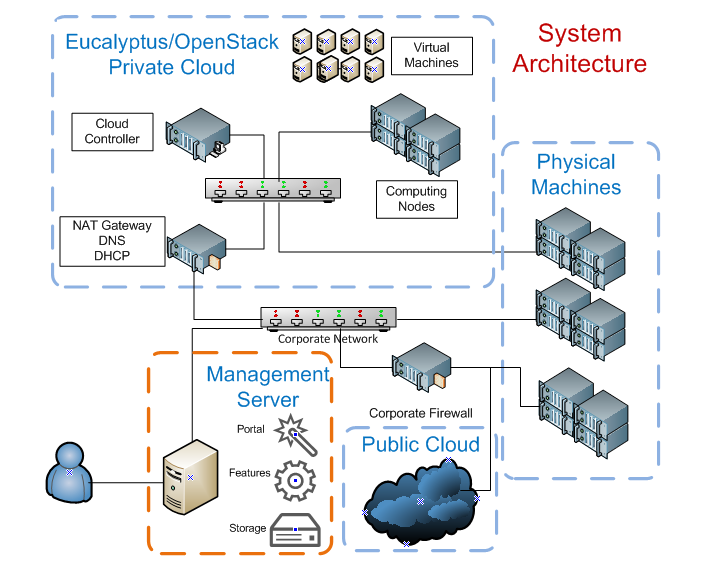 Eucalyptus/OpenStack
Private Cloud
Virtual
Machines
System
Architecture
Cloud
Controller
Computing
Nodes
Physical
Machines
NAT Gateway
DNS
DHCP
Corporate Network
Management
Server
Portal
Features
Storage
Corporate Firewall
Public Cloud